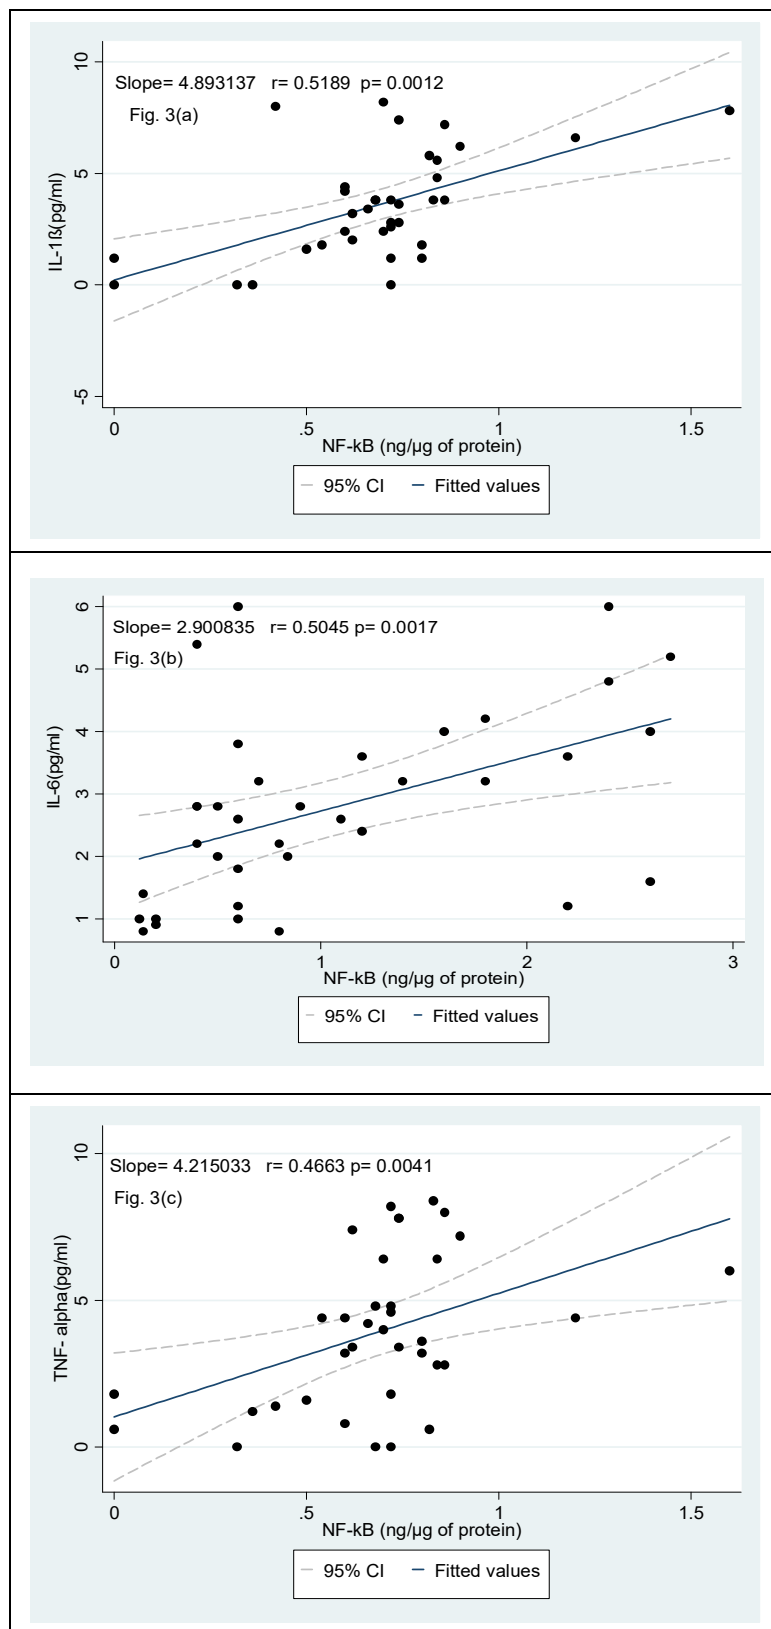 10
Slope= 4.893137 r= 0.5189 p= 0.0012
Fig. 3(a)
5
IL-1ß(pg/ml)
0
-5
0 .5 1 1.5
NF-kB (ng/µg of protein)
95% CI Fitted values
6
Slope= 2.900835 r= 0.5045 p= 0.0017
Fig. 3(b)
5
4
IL-6(pg/ml)
3
2
1
0 1 2 3
NF-kB (ng/µg of protein)
95% CI Fitted values
10
Slope= 4.215033 r= 0.4663 p= 0.0041
Fig. 3(c)
5
TNF- alpha(pg/ml)
0
0 .5 1 1.5
NF-kB (ng/µg of protein)
95% CI Fitted values